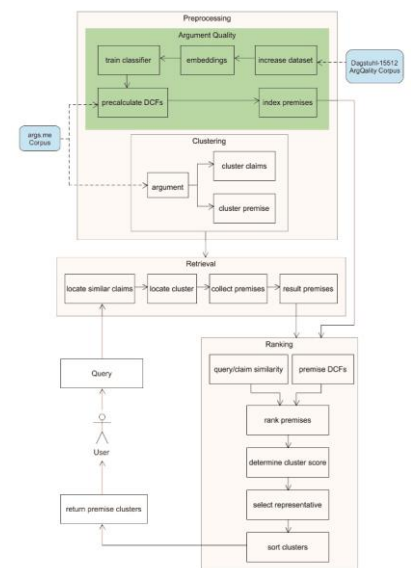 Preprocessing
Argument Quality
train classifier
embeddings
increase dataset
Dagstuhl-15512
ArgQality Corpus
precalculate DCFs
index premises
args.me
Corpus
Clustering
cluster claims
argument
cluster premise
Retrieval
locate similar claims
locate cluster
collect premises
result premises
Ranking
query/claim similarity
premise DCFs
Query
rank premises
User
determine cluster score
return premise clusters
select representative
sort clusters